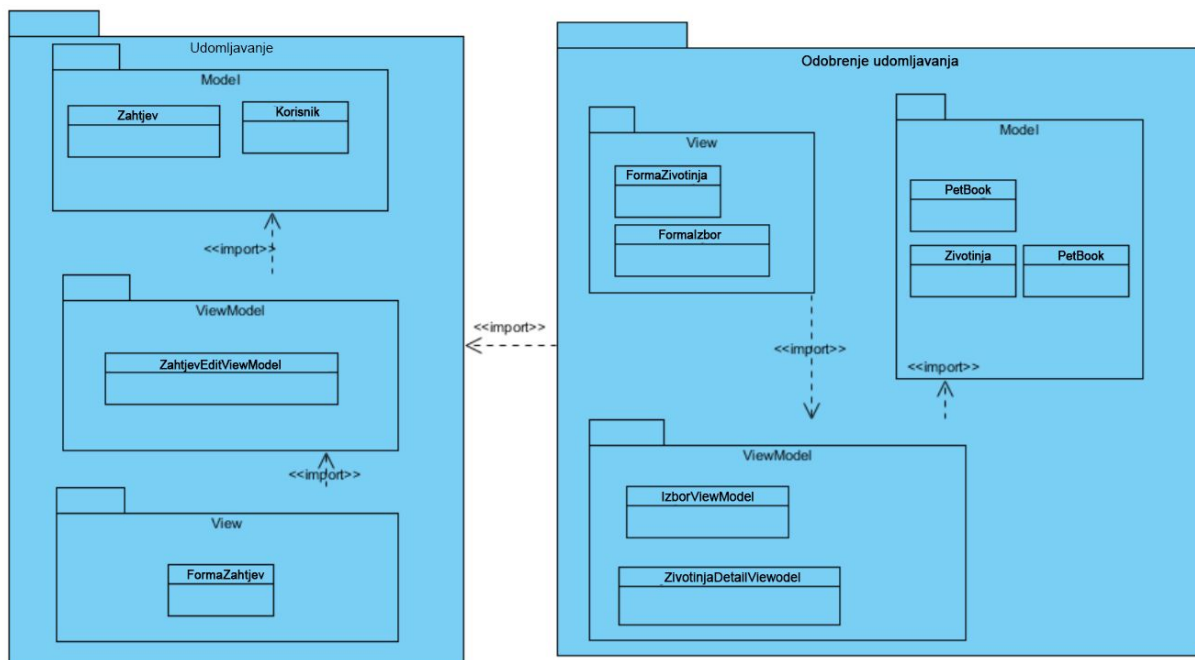 Udomljavanje
Model
Zahtjev
Korisnik
<<import>>
ViewModel
ZahtjevEditViewModel
<<import>>
View
FormaZahtjev
<<import>>
Odobrenje udomljavanja
View
FormaZivotinja
FormaIzbor
<<import>>
Model
PetBook
Zivotinja
PetBook
<<import>>
ViewModel
IzborViewModel
ZivotinjaDetailViewodel